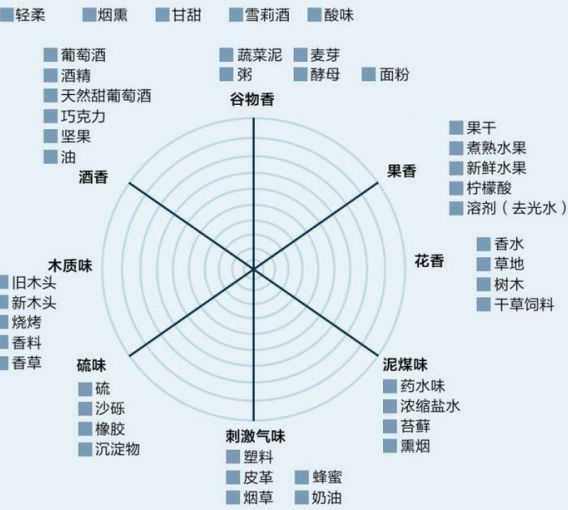 轻柔 烟熏 甘甜 雪莉酒 酸味
葡萄酒
酒精
天然甜葡萄酒
巧克力
坚果
油
酒香
蔬菜泥 麦芽
粥 酵母 面粉
谷物香
果香
果干
煮熟水果
新鲜水果
柠檬酸
溶剂（去光水）
花香
香水
草地
树木
干草饲料
木质味
旧木头
新木头
烧烤
香料
香草
硫味
硫
沙砾
橡胶
沉淀物
刺激气味
塑料
皮革 蜂蜜
烟草 奶油
泥煤味
药水味
浓缩盐水
苔藓
熏烟